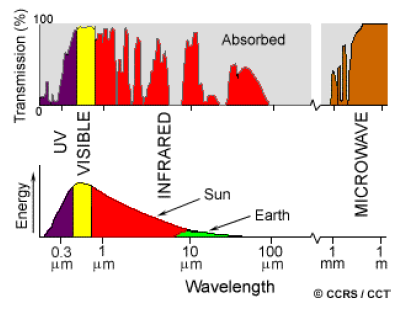 Transmission (%)
100
0
Absorbed
UV
VISIBLE
INFRARED
MICROWAVE
Energy
Sun
Earth
0.3
µm
1
µm
10
µm
100
µm
1
mm
1
m
Wavelength
© CCRS / CCT